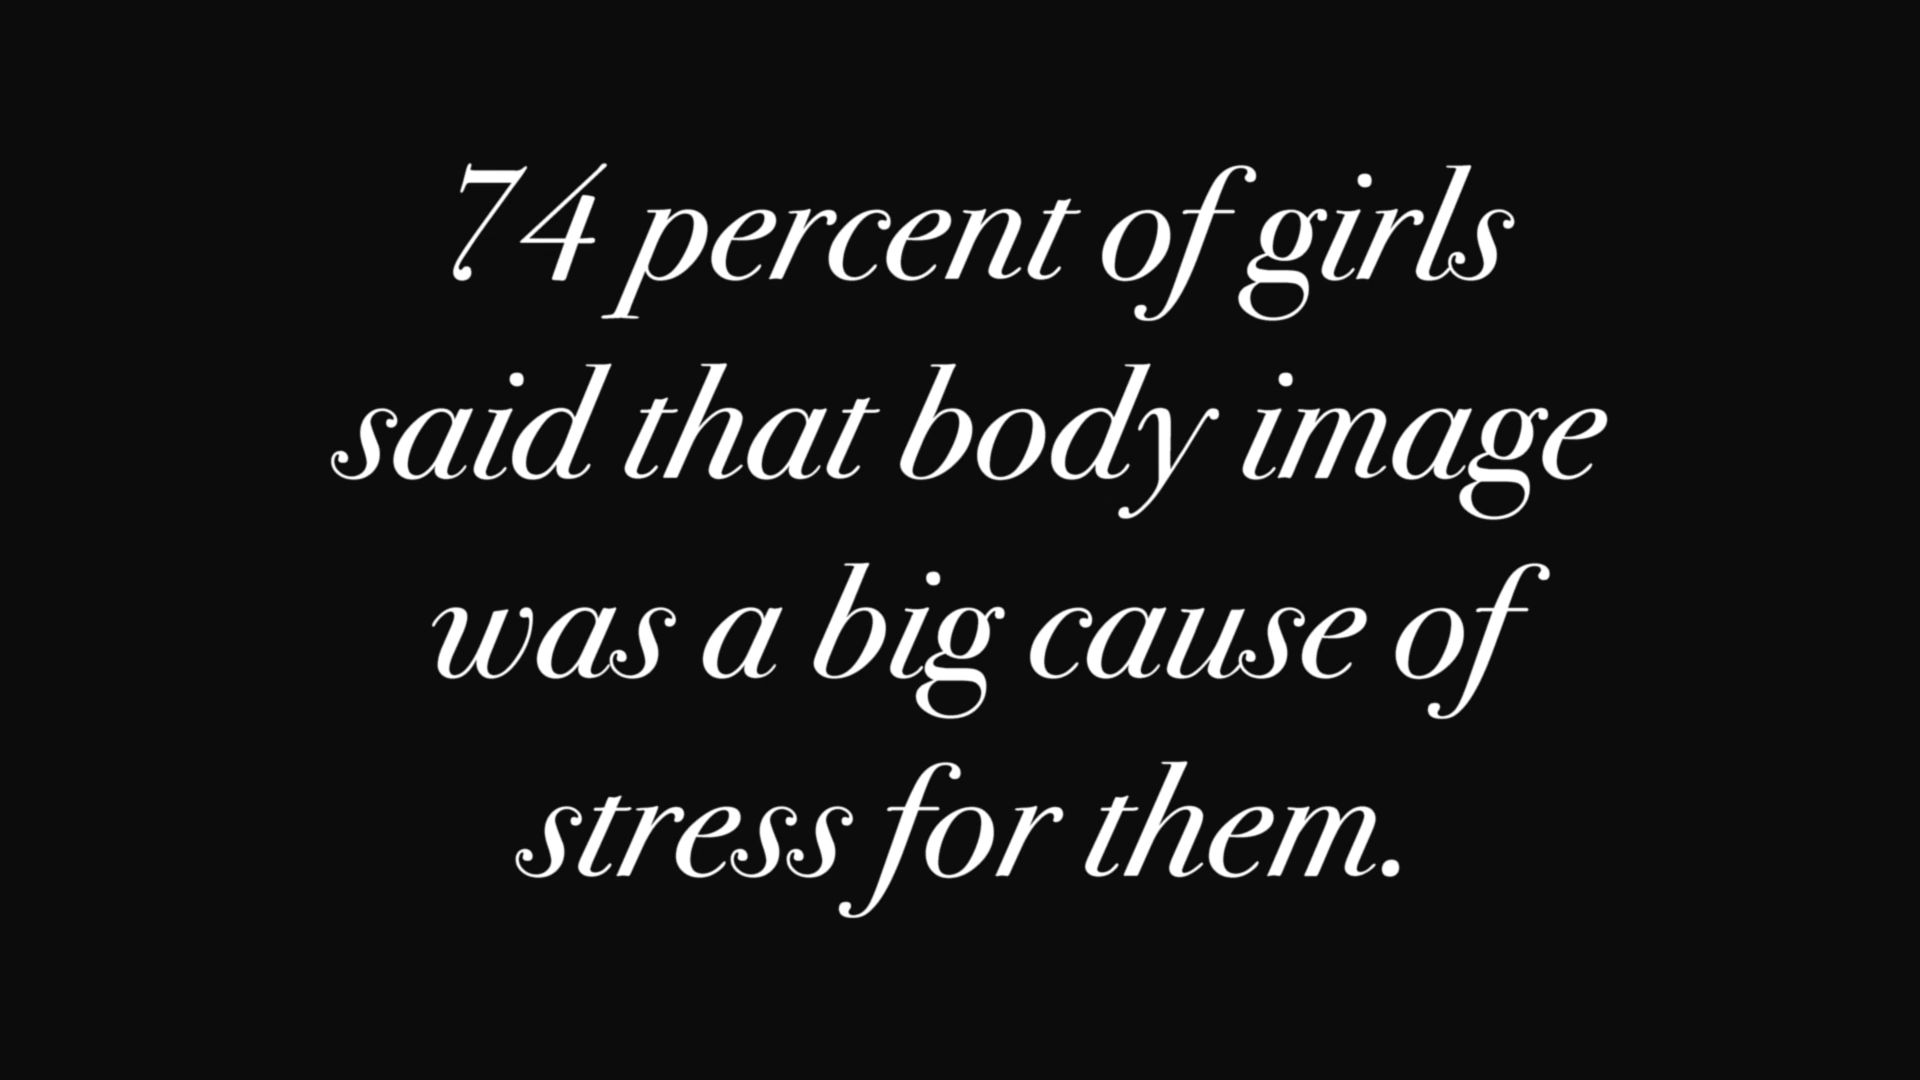 74 percent of girls
said that body image
was a big cause of
stress for them.